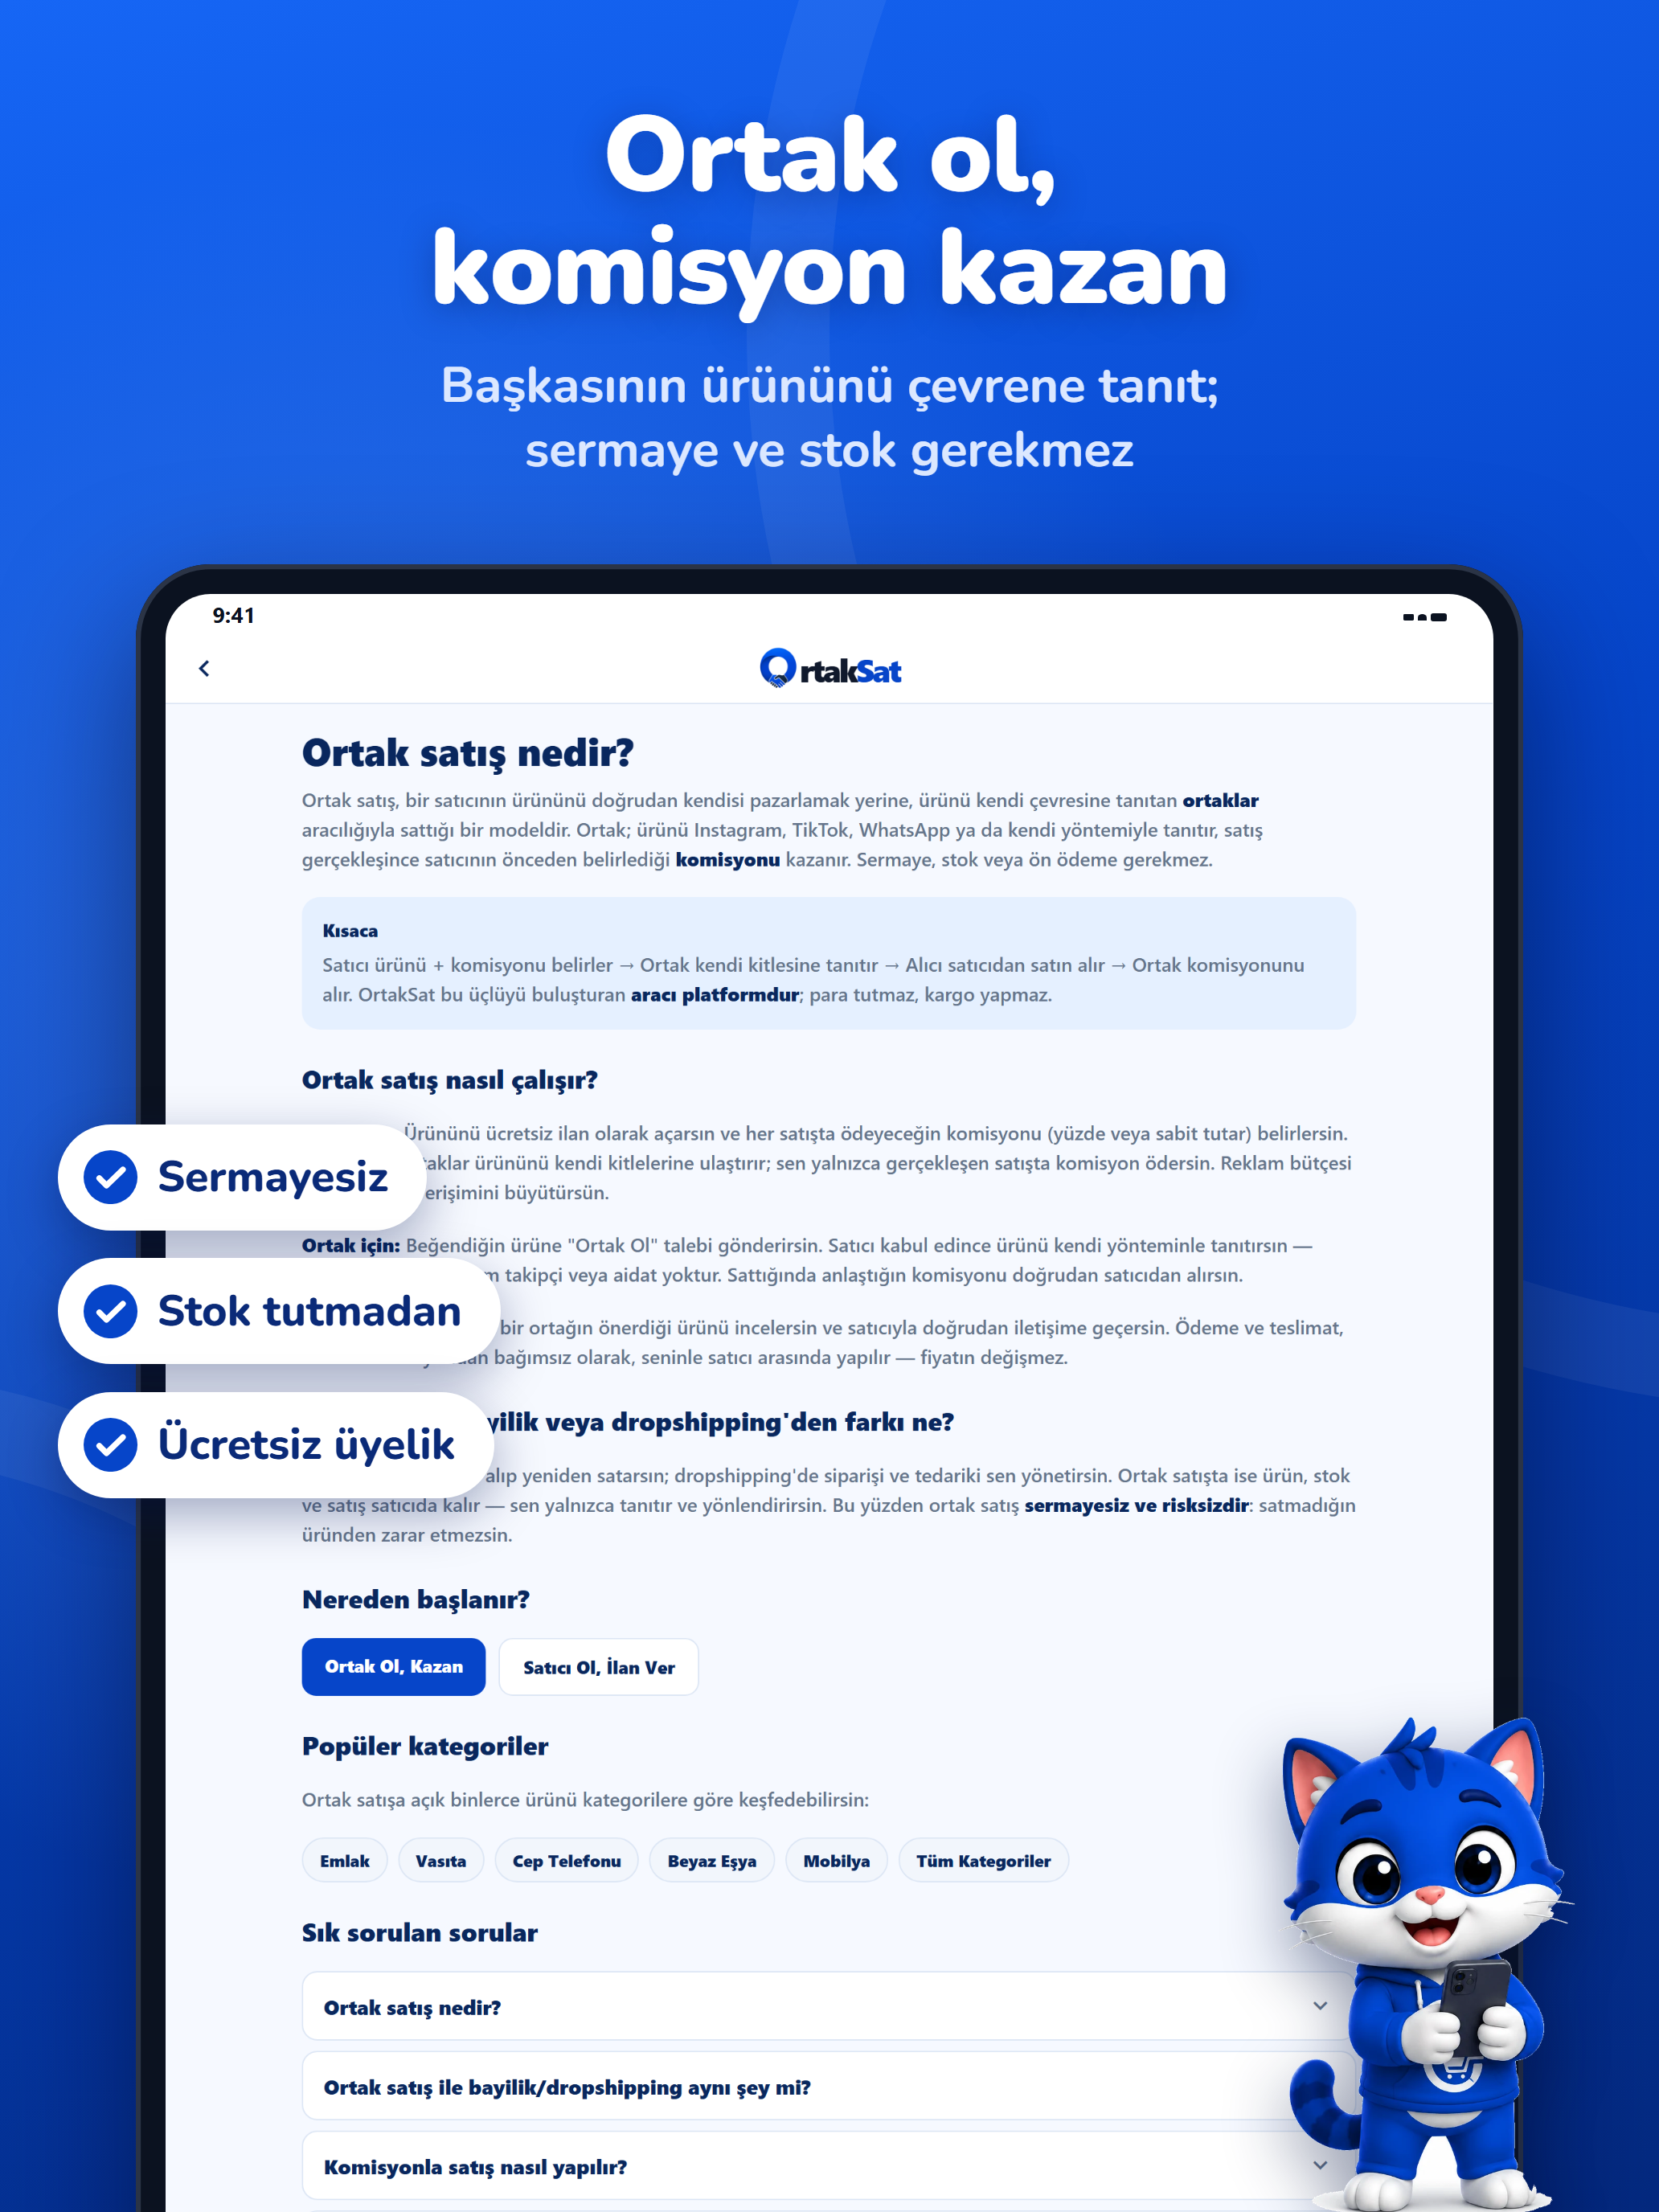 Ortak ol,
komisyon kazan
Başkasının ürününü çevrene tanıt;
sermaye ve stok gerekmez
9:41
OrtakSat
Ortak satış nedir?
Ortak satış, bir satıcının ürününü doğrudan kendisi pazarlamak yerine, ürünü kendi çevresine tanıtan ortaklar
aracılığıyla sattığı bir modeldir. Ortak; ürünü Instagram, TikTok, WhatsApp ya da kendi yöntemiyle tanıtır, satış
gerçekleşince satıcının önceden belirlediği komisyonu kazanır. Sermaye, stok veya ön ödeme gerekmez.
Kısaca
Satıcı ürünü + komisyonu belirler → Ortak kendi kitlesine tanıtır → Alıcı satıcıdan satın alır → Ortak komisyonunu
alır. OrtakSat bu üçlüyü buluşturan aracı platformdur; para tutmaz, kargo yapmaz.
Ortak satış nasıl çalışır?
Ürününü ücretsiz ilan olarak açarsın ve her satışta ödeyeceğin komisyonu (yüzde veya sabit tutar) belirlersin.
ürününü kendi kitlelerine ulaştırır; sen yalnızca gerçekleşen satışta komisyon ödersin. Reklam bütçesi
erişimini büyütürsün.
Sermayesiz
Ortak için: Beğendiğin ürüne "Ortak Ol" talebi gönderirsin. Satıcı kabul edince ürünü kendi yönteminle tanıtırsın —
takipçi veya aidat yoktur. Sattığında anlaştığın komisyonu doğrudan satıcıdan alırsın.
Stok tutmadan
bir ortağın önerdiği ürünü incelersin ve satıcıyla doğrudan iletişime geçersin. Ödeme ve teslimat,
bağımsız olarak, seninle satıcı arasında yapılır — fiyatın değişmez.
veya dropshipping'den farkı ne?
Ücretsiz üyelik
alıp yeniden satarsın; dropshipping'de siparişi ve tedariki sen yönetirsin. Ortak satışta ise ürün, stok
ve satış satıcıda kalır — sen yalnızca tanıtır ve yönlendirirsin. Bu yüzden ortak satış sermayesiz ve risksizdir: satmadığın
üründen zarar etmezsin.
Nereden başlanır?
Ortak Ol, Kazan
Satıcı Ol, İlan Ver
Popüler kategoriler
Ortak satışa açık binlerce ürünü kategorilere göre keşfedebilirsin:
Emlak
Vasıta
Cep Telefonu
Beyaz Eşya
Mobilya
Tüm Kategoriler
Sık sorulan sorular
Ortak satış nedir?
Ortak satış ile bayilik/dropshipping aynı şey mi?
Komisyonla satış nasıl yapılır?